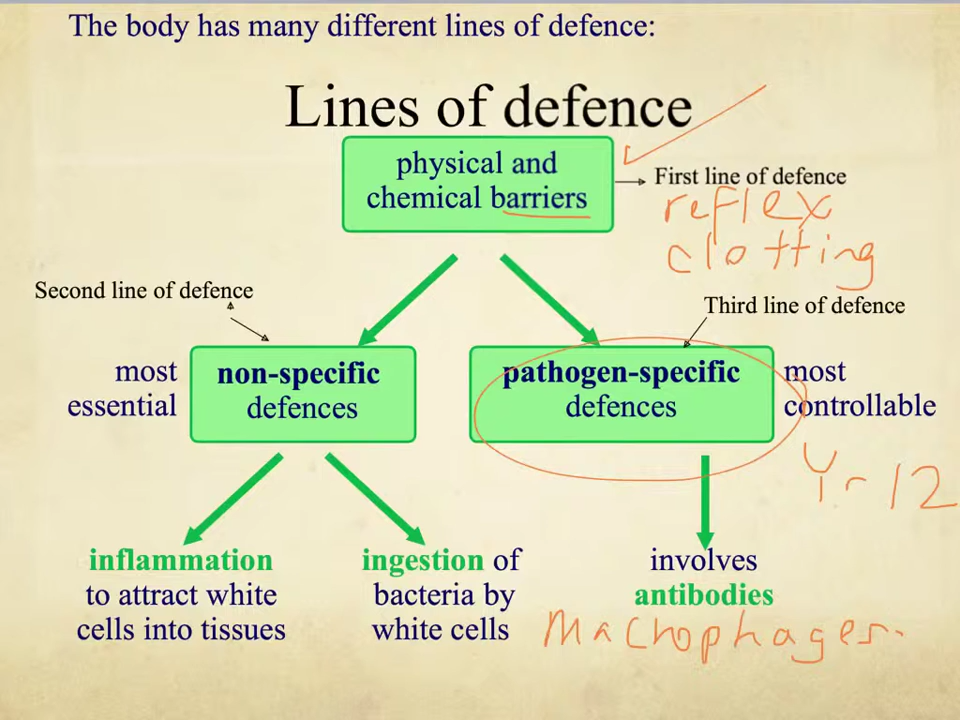 The body has many different lines of defence:
Lines of defence
physical and
chemical barriers
First line of defence
reflex
clotting
Second line of defence
Third line of defence
most
essential
non-specific
defences
pathogen-specific
defences
most
controllable
Yr 12
inflammation
to attract white
cells into tissues
ingestion of
bacteria by
white cells
involves
antibodies
Machophages.